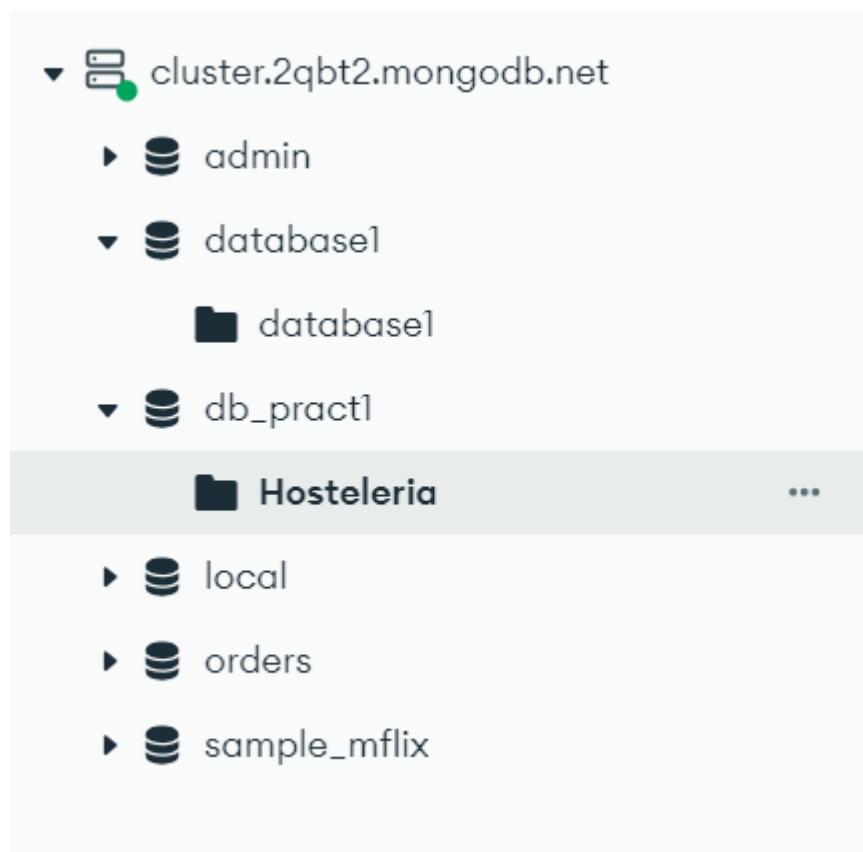 cluster.2qbt2.mongodb.net
admin
database1
database1
db_pract1
Hosteleria
local
orders
sample_mflix